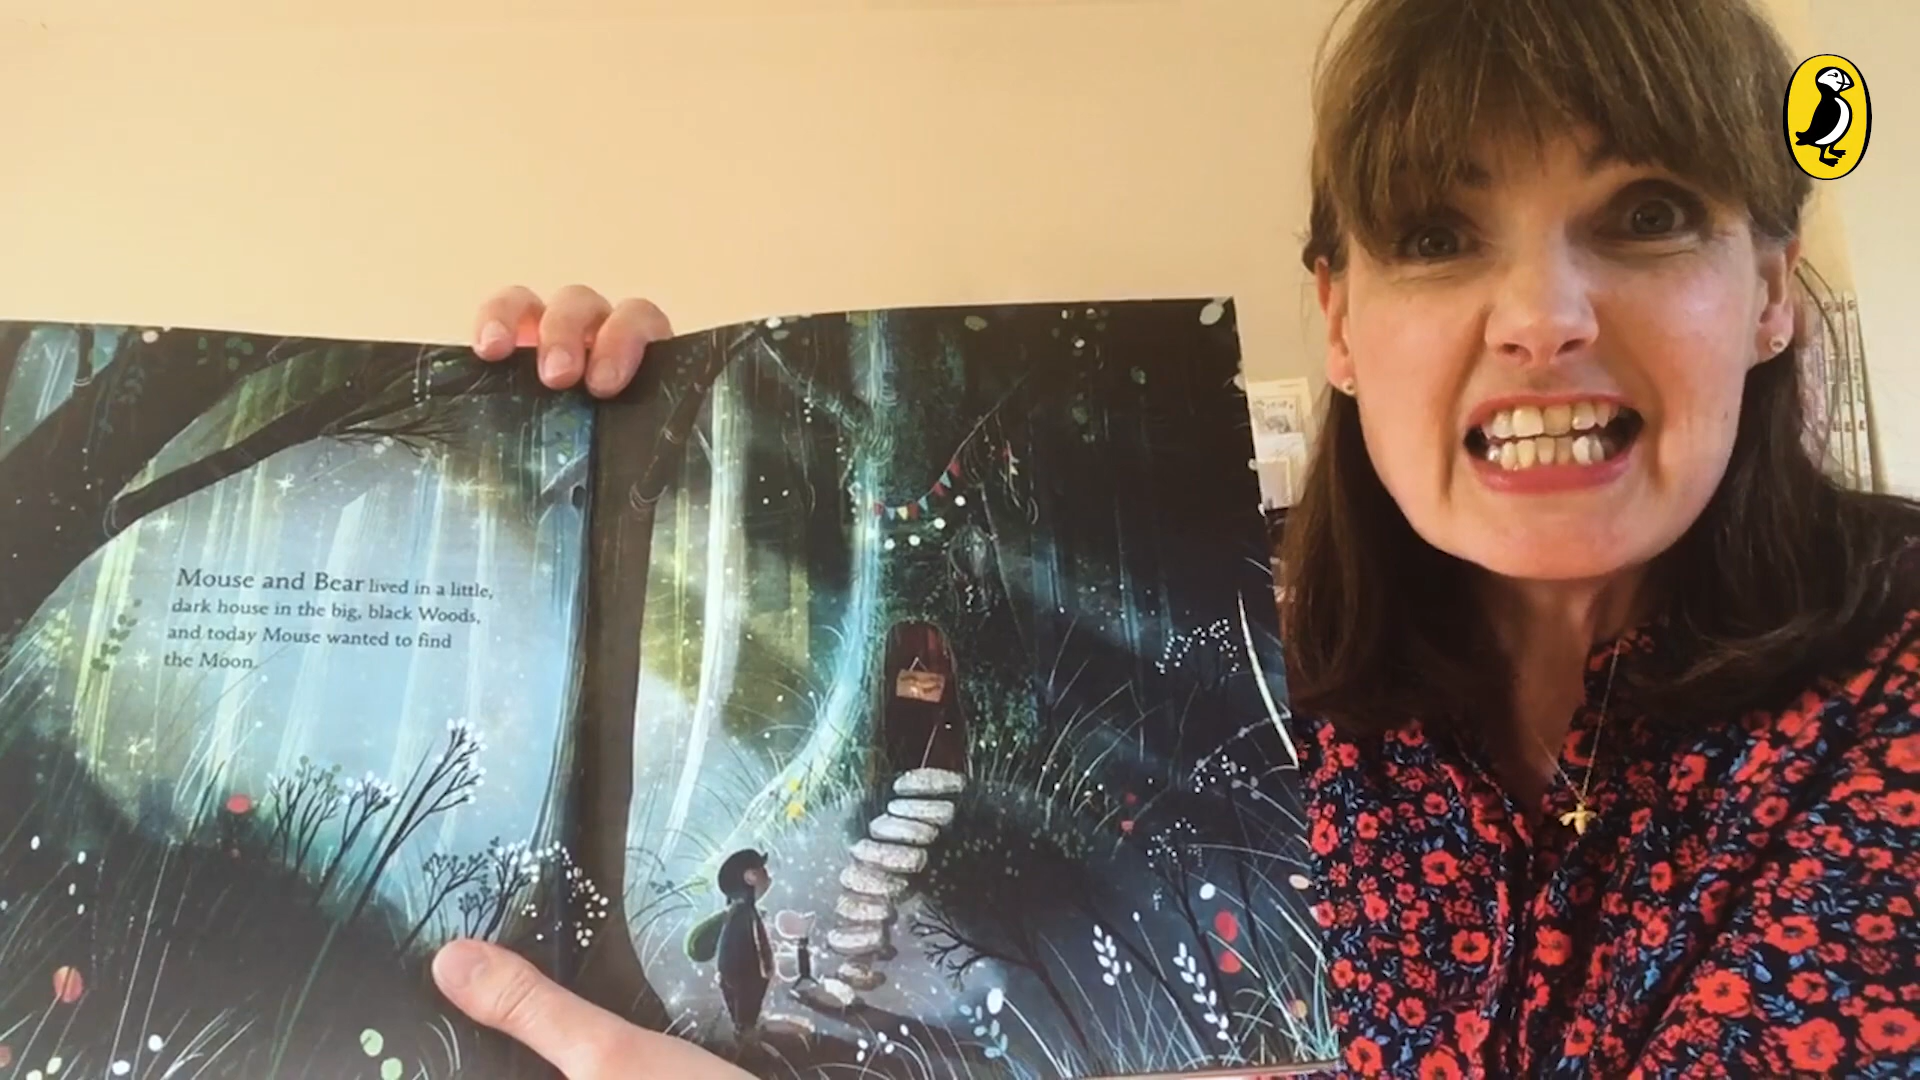 Mouse and Bear lived in a little,
dark house in the big, black Woods,
and today Mouse wanted to find
the Moon.